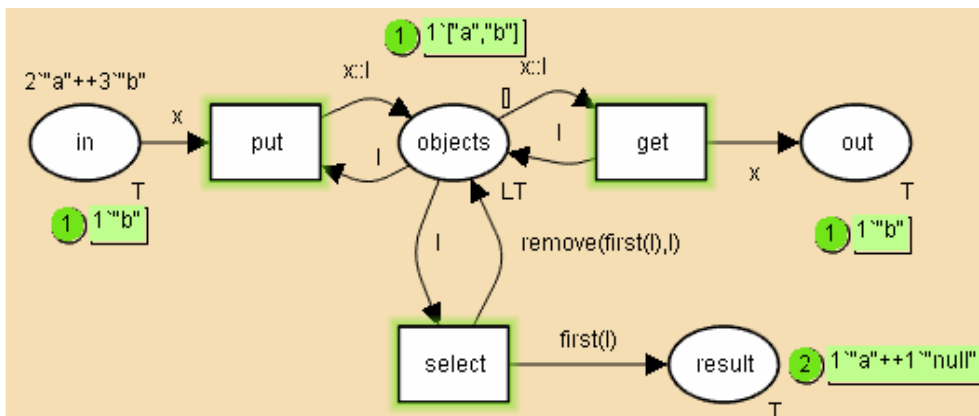 1 1`["a","b"]
2`"a"++3`"b" x::l x::l
[]
in x put l objects l get x out
T LT T
1 1`"b" 1 1`"b"
l remove(first(l),l)
select first(l) result 2 1`"a"++1`"null"
T